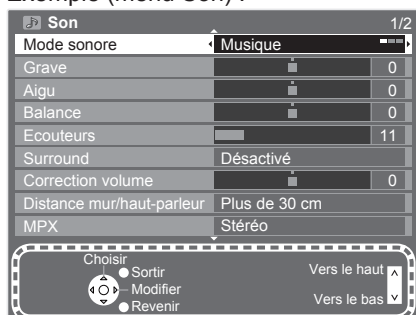 Exemple (menu Son) :
Son 1/2
Mode sonore Musique
Grave 0
Aigu 0
Balance 0
Ecouteurs 11
Surround Désactivé
Correction volume 0
Distance mur/haut-parleur Plus de 30 cm
MPX Stéréo
Choisir
Sortir Vers le haut
Modifier
Revenir Vers le bas